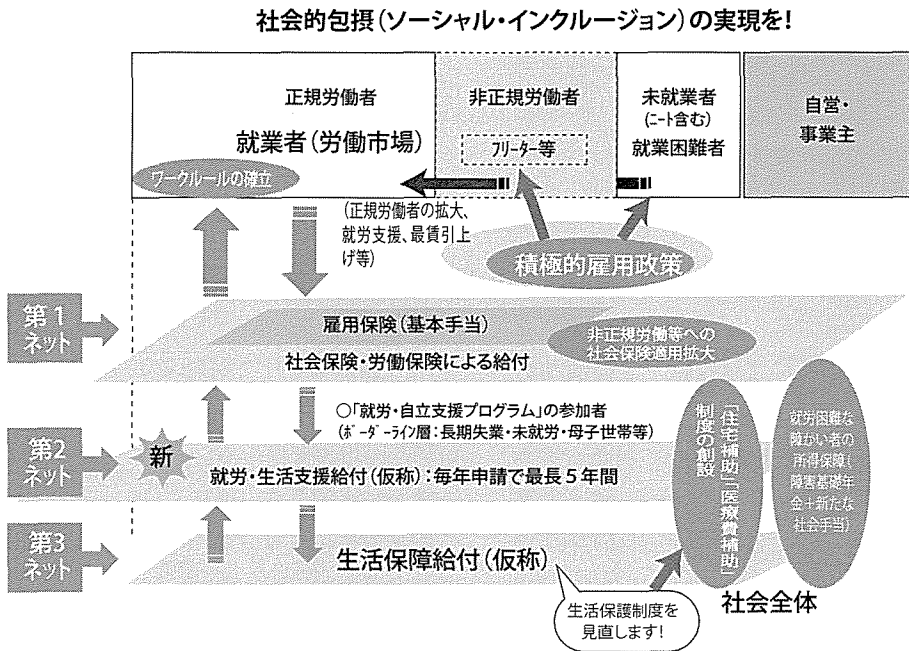 社会的包摂(ソーシャル・インクルージョン)の実現を!
正規労働者
就業者(労働市場)
ワークルールの確立
非正規労働者
フリーター等
未就業者
(ニート含む)
就業困難者
自営・
事業主
(正規労働者の拡大、
就労支援、最賃引上
げ等)
積極的雇用政策
第1
ネット
雇用保険(基本手当)
社会保険・労働保険による給付
非正規労働等への
社会保険適用拡大
○「就労・自立支援プログラム」の参加者
(ボーダーライン層:長期失業・未就労・母子世帯等)
第2
ネット
新
就労・生活支援給付(仮称):毎年申請で最長5年間
「住宅補助」「医療費補助」
制度の創設
就労困難な
障がい者の
所得保障(
障害基礎年
金+新たな
社会手当)
第3
ネット
生活保障給付(仮称)
生活保護制度を
見直します!
社会全体